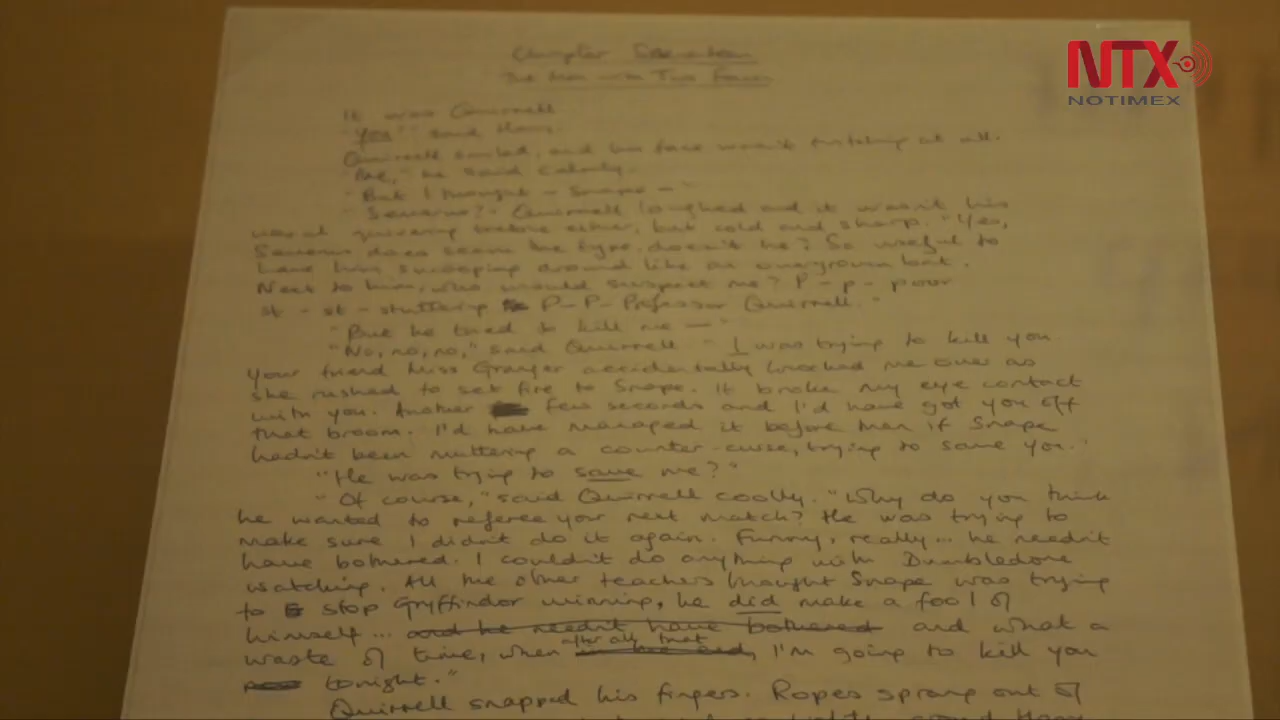 NTX
NOTIMEX
Chapter Seventeen
The Man with Two Faces
It was Quirrell
"You!" said Harry.
Quirrell smiled, and his face wasn't twitching at all.
"Me," he said calmly.
"But I thought - Snape - "
"Severus?" Quirrell laughed and it wasn't his
usual quivering treble either, but cold and sharp. "Yes,
Severus does seem the type, doesn't he? So useful to
have him swooping around like an overgrown bat.
Next to him, who would suspect me? P - p - poor
st - st - stuttering P-P-Professor Quirrell."
"But he tried to kill me — "
"No, no, no," said Quirrell. "I was trying to kill you.
Your friend Miss Granger accidentally knocked me over as
she rushed to set fire to Snape. It broke my eye contact
with you. Another few seconds and I'd have got you off
that broom. I'd have managed it before then if Snape
hadn't been muttering a counter-curse, trying to save you."
"He was trying to save me?"
"Of course," said Quirrell coolly. "Why do you think
he wanted to referee your next match? He was trying to
make sure I didn't do it again. Funny, really... he needn't
have bothered. I couldn't do anything with Dumbledore
watching. All the other teachers thought Snape was trying
to stop Gryffindor winning, he did make a fool of
himself... and he needn't have bothered and what a
waste of time, when after all that, I'm going to kill you
tonight."
Quirrell snapped his fingers. Ropes sprang out of